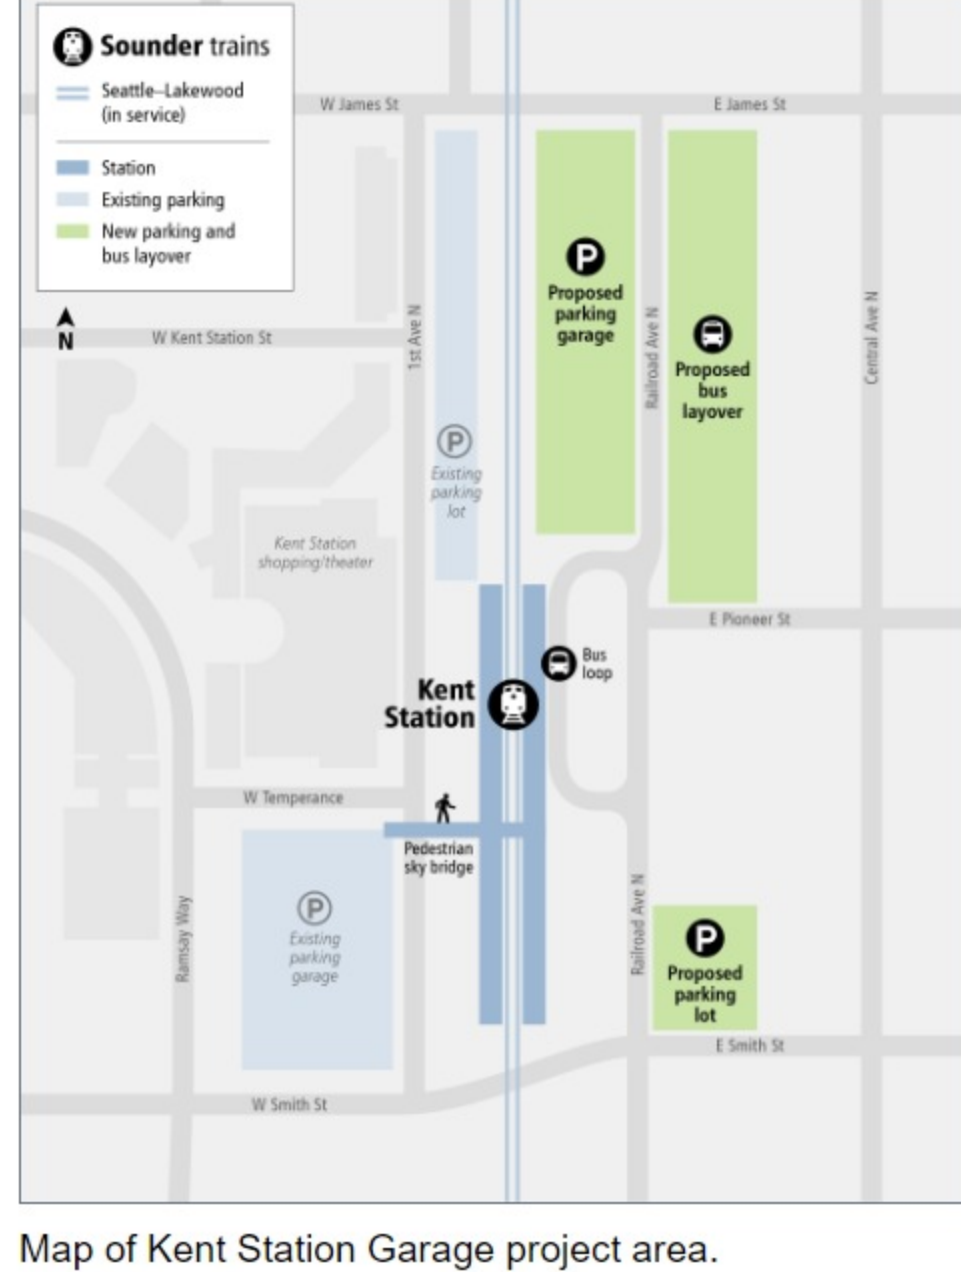 Sounder trains
Seattle–Lakewood
(in service)
Station
Existing parking
New parking and
bus layover
N
W James St
E James St
W Kent Station St
1st Ave N
Railroad Ave N
Central Ave N
P
Proposed
parking
garage
Proposed
bus
layover
P
Existing
parking
lot
Kent Station
shopping/theater
E Pioneer St
Bus
loop
Kent
Station
W Temperance
Pedestrian
sky bridge
P
Existing
parking
garage
Ramsay Way
Railroad Ave N
P
Proposed
parking
lot
E Smith St
W Smith St
Map of Kent Station Garage project area.